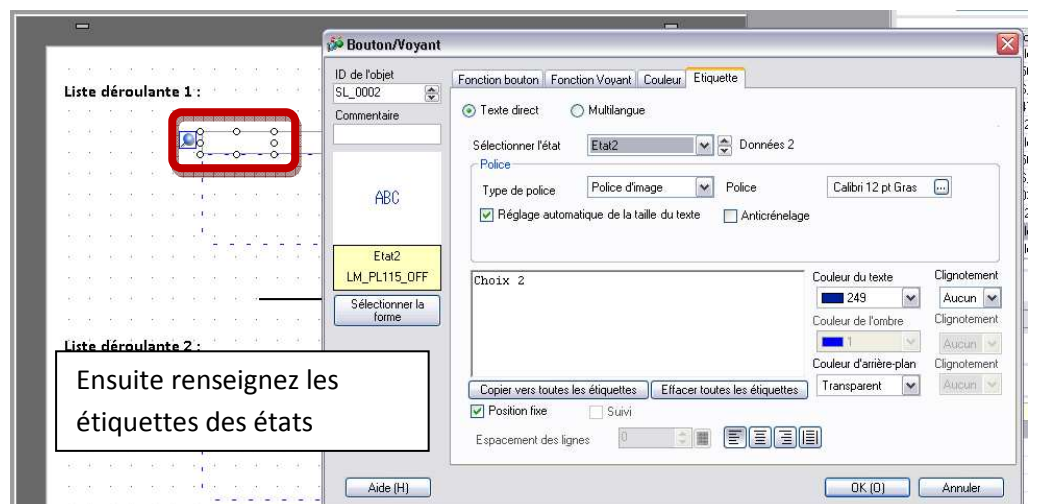 Bouton/Voyant
Liste déroulante 1 :
ID de l'objet
SL_0002
Commentaire
ABC
Etat2
LM_PL115_OFF
Sélectionner la
forme
Fonction bouton Fonction Voyant Couleur Etiquette
Texte direct Multilangue
Sélectionner l'état Etat2 Données 2
Police
Type de police Police d'image Police Calibri 12 pt Gras ...
Réglage automatique de la taille du texte Anticrénelage
Choix 2
Couleur du texte Clignotement
249 Aucun
Couleur de l'ombre Clignotement
1 Aucun
Couleur d'arrière-plan Clignotement
Transparent Aucun
Copier vers toutes les étiquettes Effacer toutes les étiquettes
Position fixe Suivi
Espacement des lignes 0
Liste déroulante 2 :
Ensuite renseignez les
étiquettes des états
Aide (H) OK (O) Annuler